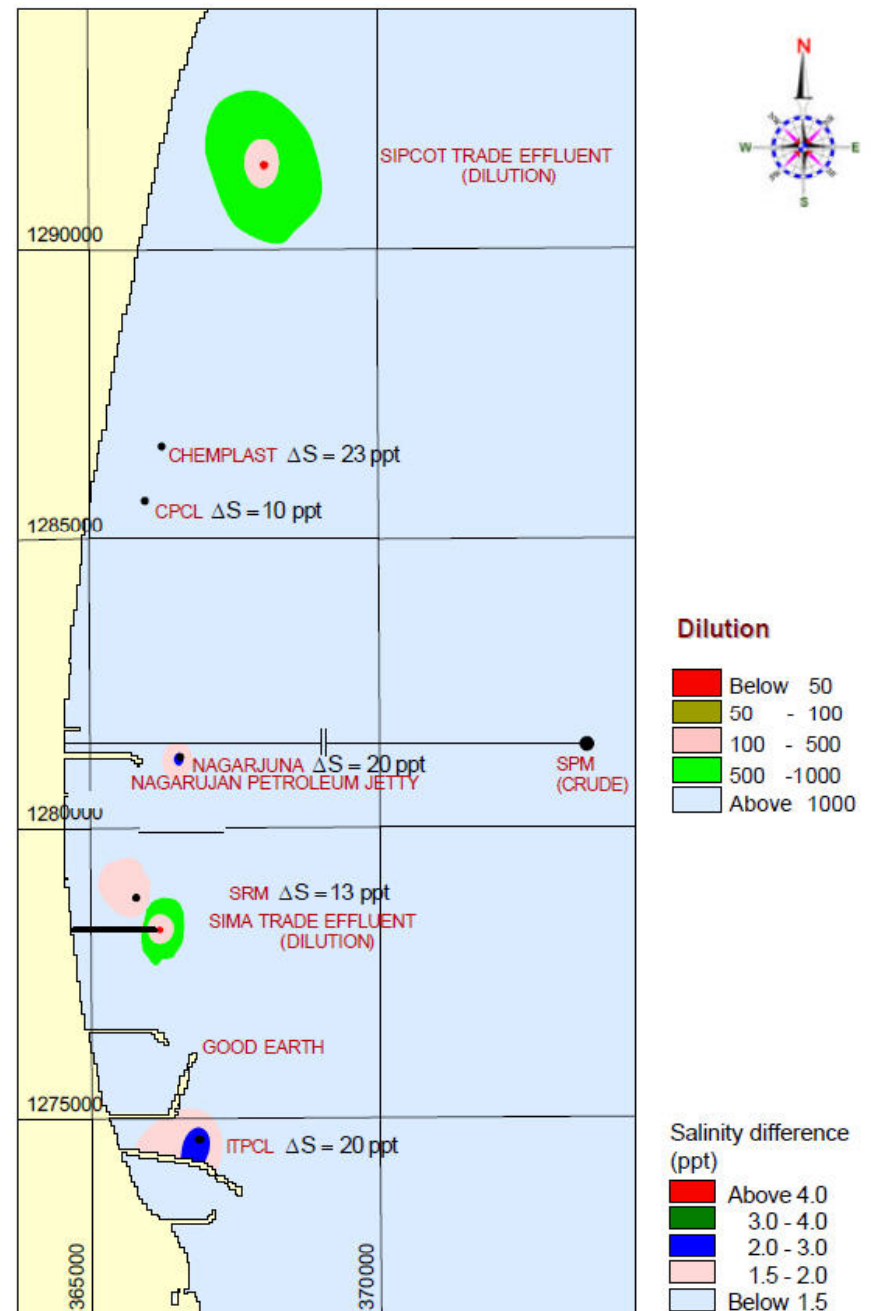 N
W
E
S
SIPCOT TRADE EFFLUENT
(DILUTION)
1290000
CHEMPLAST ΔS = 23 ppt
CPCL ΔS = 10 ppt
1285000
Dilution
Below 50
50 - 100
100 - 500
500 -1000
Above 1000
NAGARJUNA ΔS = 20 ppt
NAGARUJAN PETROLEUM JETTY
SPM
(CRUDE)
1280000
SRM ΔS = 13 ppt
SIMA TRADE EFFLUENT
(DILUTION)
GOOD EARTH
1275000
ITPCL ΔS = 20 ppt
Salinity difference
(ppt)
Above 4.0
3.0 - 4.0
2.0 - 3.0
1.5 - 2.0
Below 1.5
365000
370000